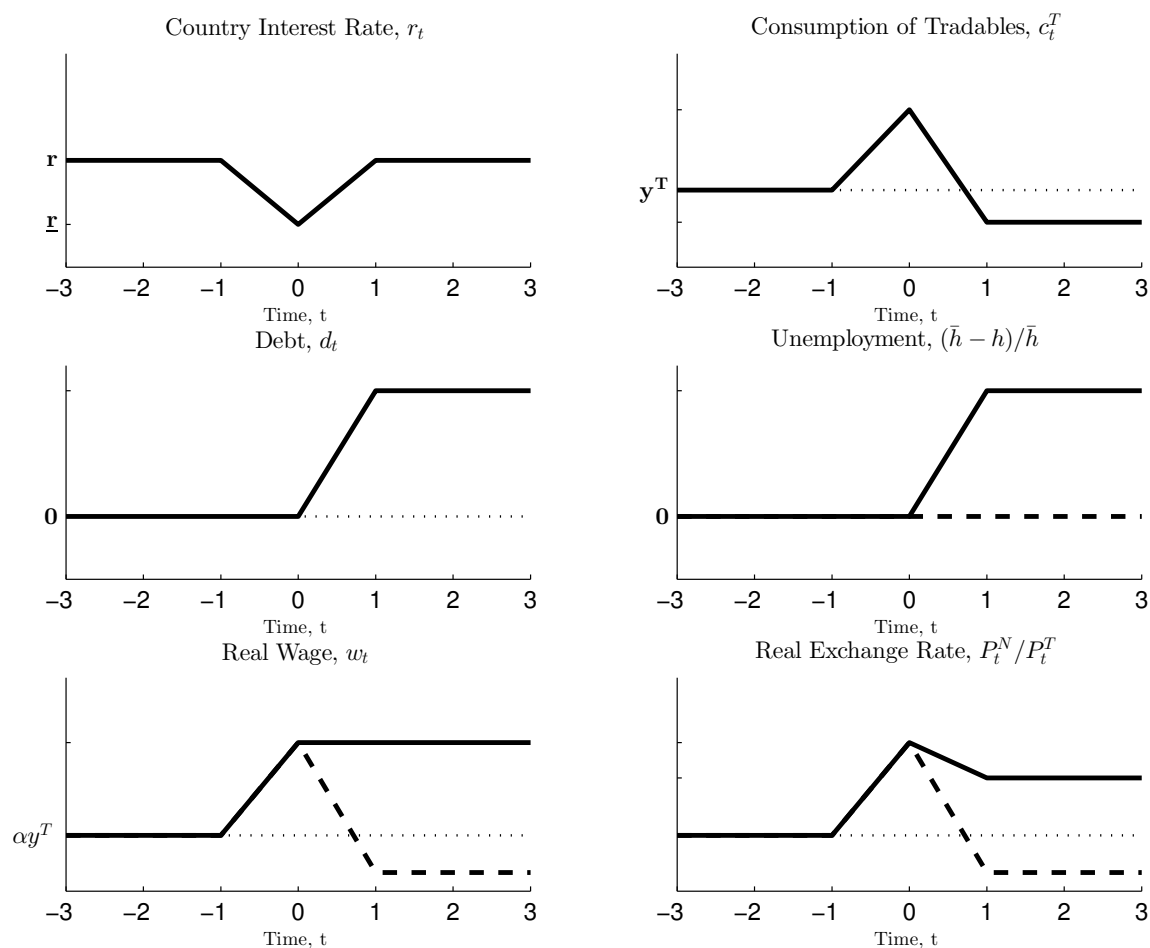 Country Interest Rate, $r_t$
r
r̲
−3 −2 −1 0 1 2 3
Time, t
Consumption of Tradables, $c_t^T$
$y^T$
−3 −2 −1 0 1 2 3
Time, t
Debt, $d_t$
0
−3 −2 −1 0 1 2 3
Time, t
Unemployment, $(\bar{h} - h)/\bar{h}$
0
−3 −2 −1 0 1 2 3
Time, t
Real Wage, $w_t$
$\alpha y^T$
−3 −2 −1 0 1 2 3
Time, t
Real Exchange Rate, $P_t^N/P_t^T$
−3 −2 −1 0 1 2 3
Time, t